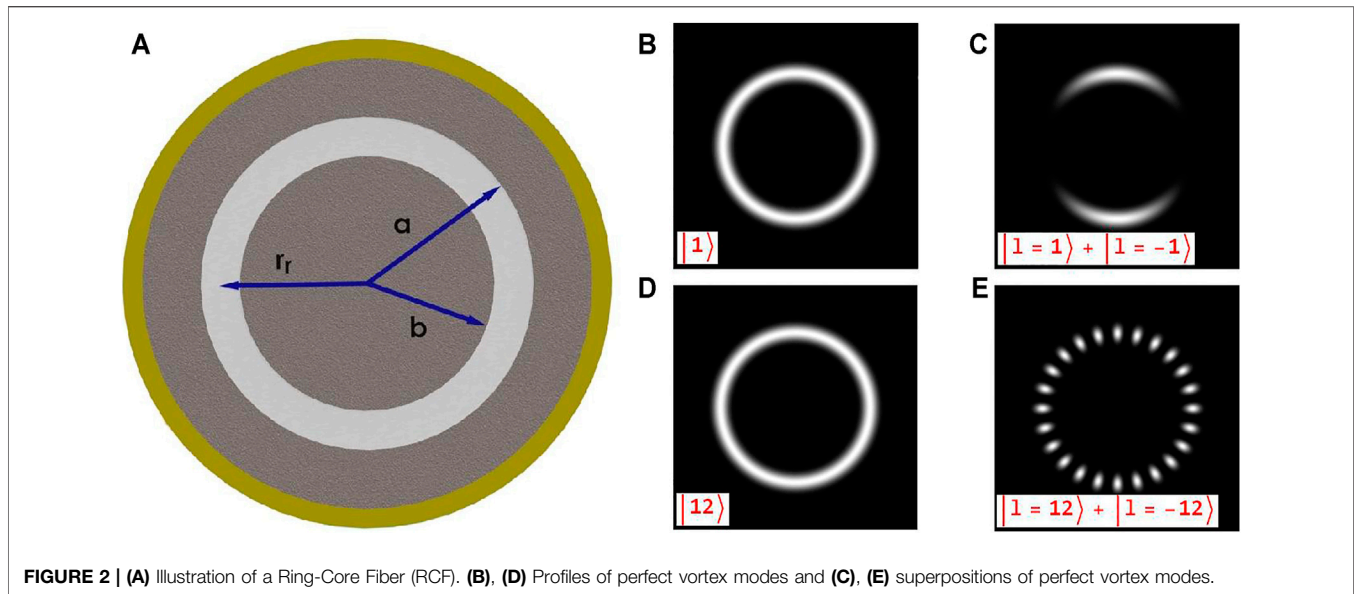 A
a
rr
b
B
|1⟩
C
|l = 1⟩ + |l = -1⟩
D
|12⟩
E
|l = 12⟩ + |l = -12⟩
FIGURE 2 | (A) Illustration of a Ring-Core Fiber (RCF). (B), (D) Profiles of perfect vortex modes and (C), (E) superpositions of perfect vortex modes.